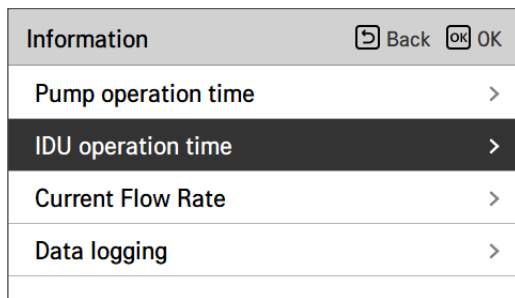 Information Back OK OK
Pump operation time
IDU operation time
Current Flow Rate
Data logging